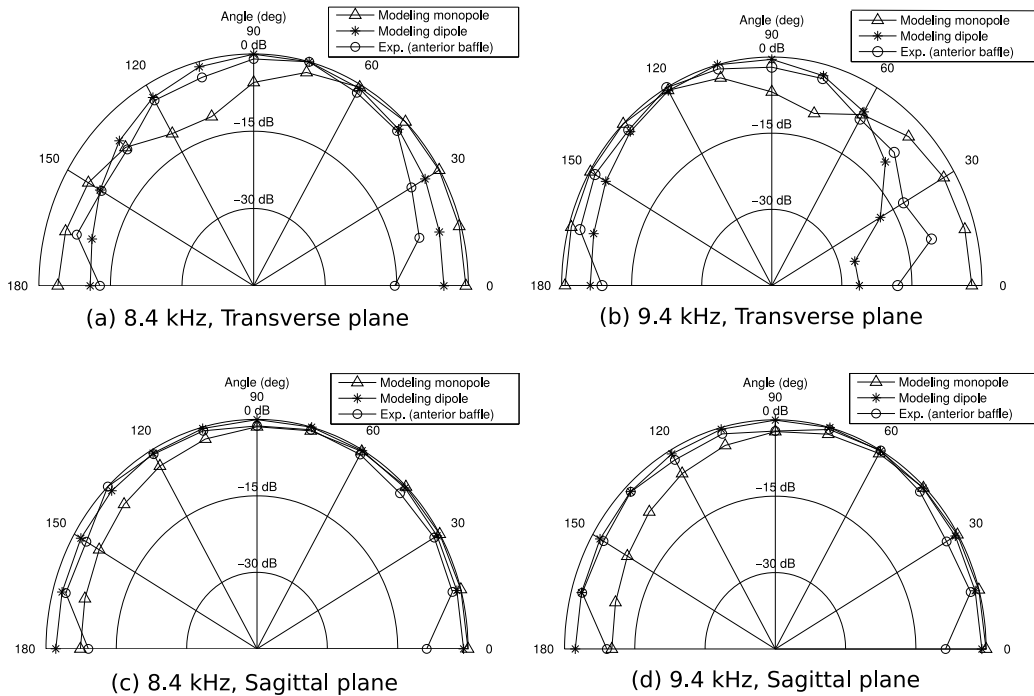 Angle (deg)
90
0 dB
Modeling monopole
Modeling dipole
Exp. (anterior baffle)
120
60
−15 dB
150
30
−30 dB
180
0
(a) 8.4 kHz, Transverse plane
Angle (deg)
90
0 dB
Modeling monopole
Modeling dipole
Exp. (anterior baffle)
120
60
−15 dB
150
30
−30 dB
180
0
(b) 9.4 kHz, Transverse plane
Angle (deg)
90
0 dB
Modeling monopole
Modeling dipole
Exp. (anterior baffle)
120
60
−15 dB
150
30
−30 dB
180
0
(c) 8.4 kHz, Sagittal plane
Angle (deg)
90
0 dB
Modeling monopole
Modeling dipole
Exp. (anterior baffle)
120
60
−15 dB
150
30
−30 dB
180
0
(d) 9.4 kHz, Sagittal plane